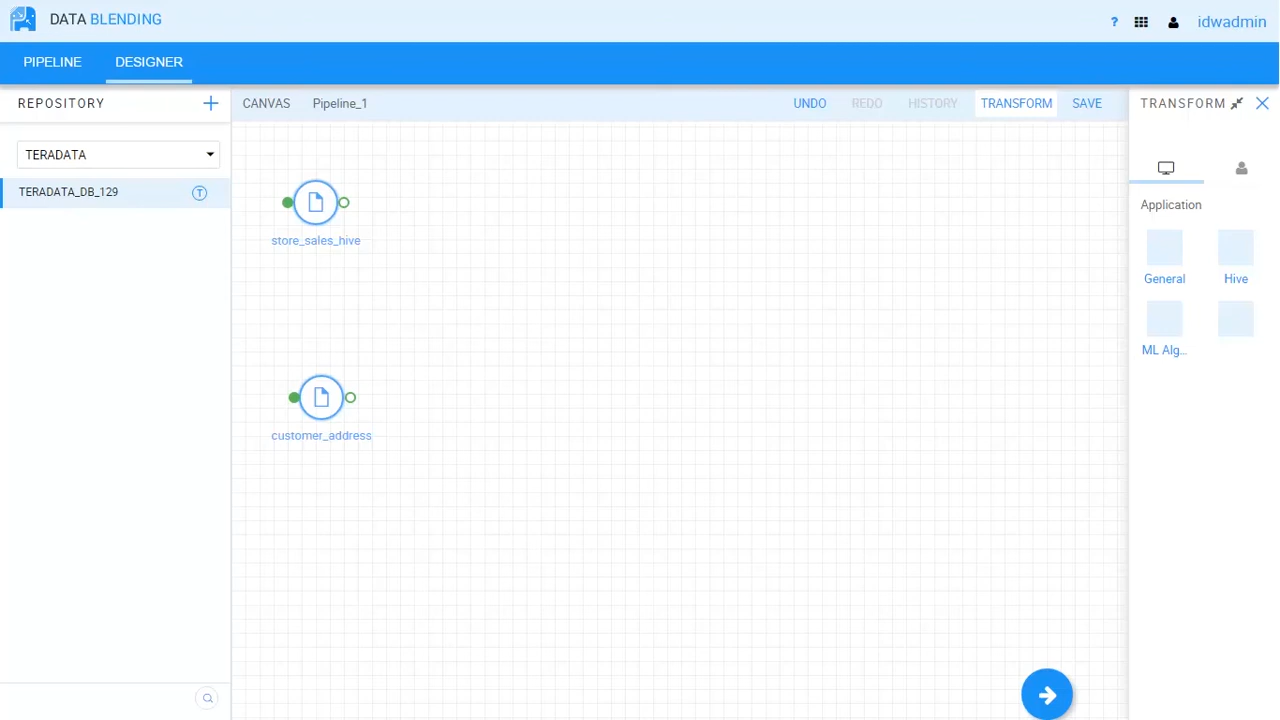 DATA BLENDING
? idwadmin
PIPELINE DESIGNER
REPOSITORY +
CANVAS Pipeline_1 UNDO REDO HISTORY TRANSFORM SAVE
TRANSFORM
TERADATA
TERADATA_DB_129 T
Application
store_sales_hive
General Hive
ML Alg...
customer_address